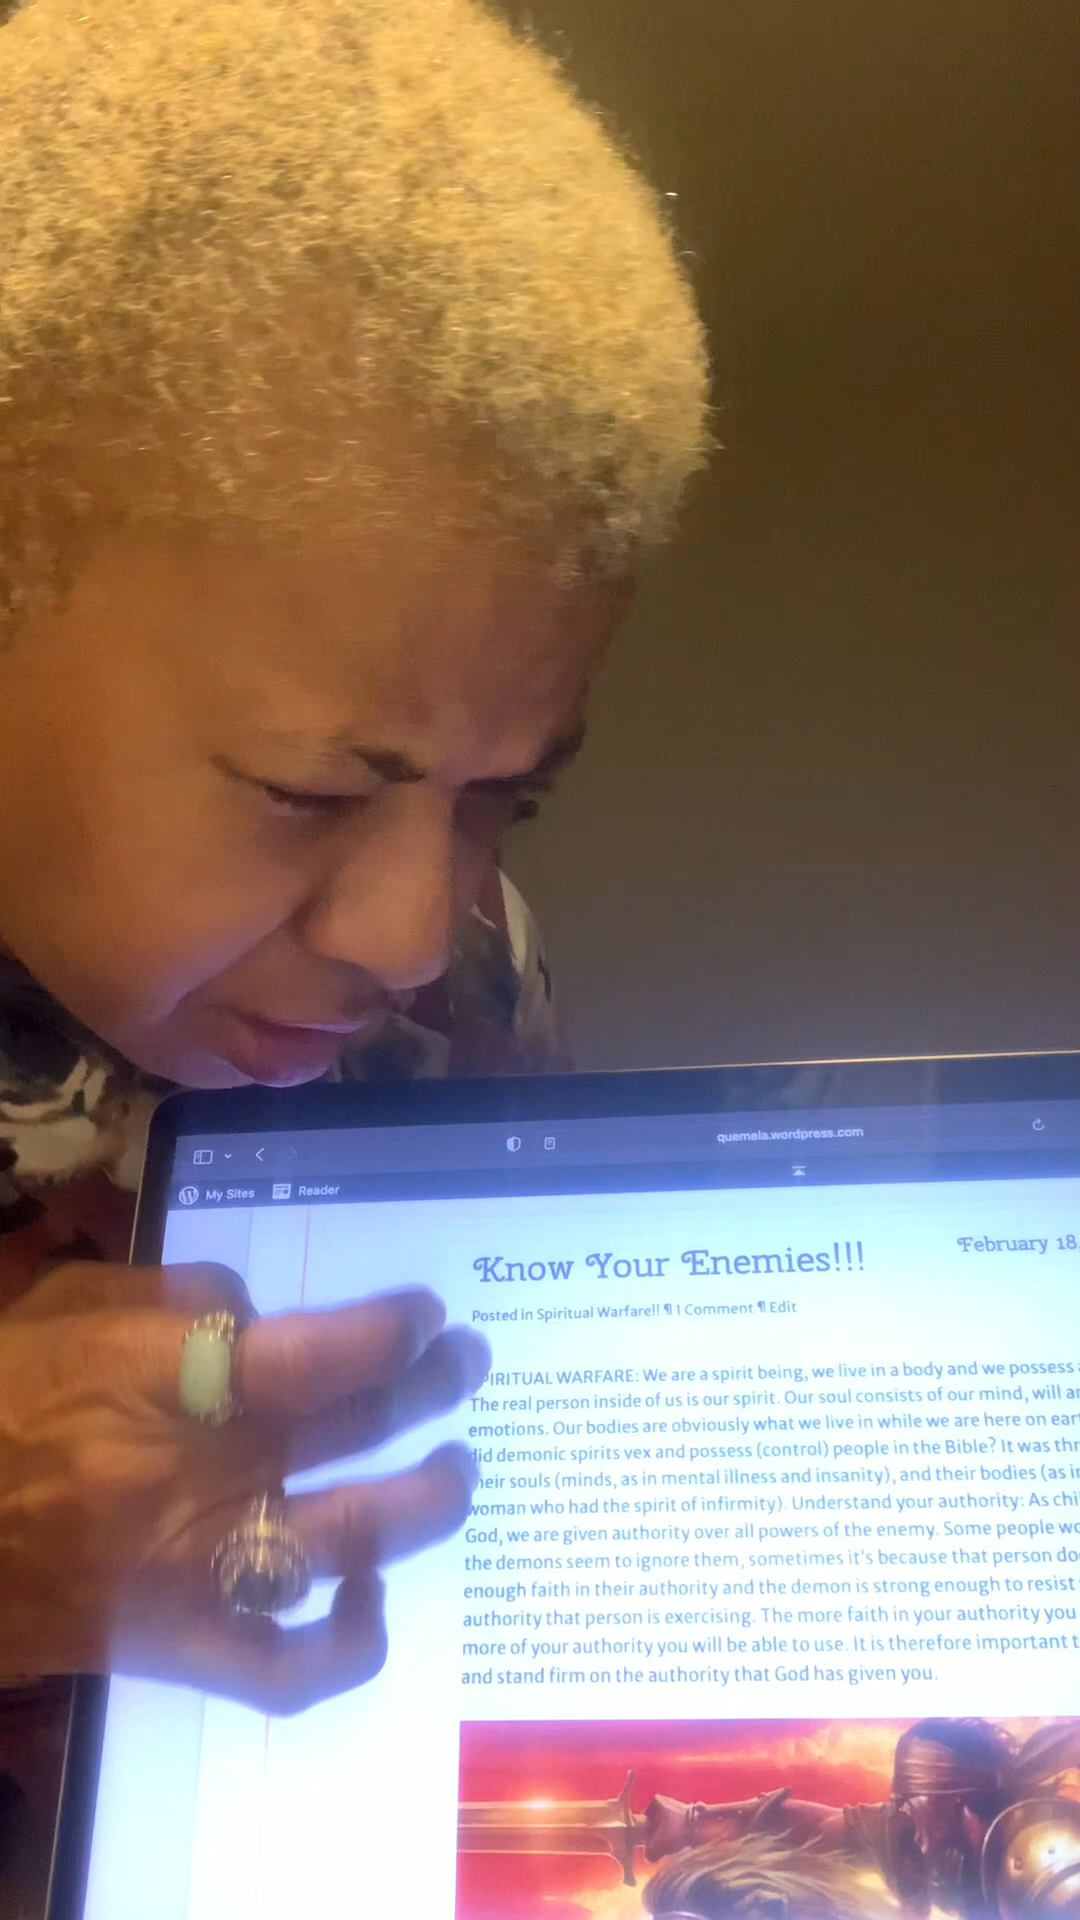 quemela.wordpress.com
My Sites Reader
Know Your Enemies!!!
February 18,
Posted in Spiritual Warfare!! ¶ 1 Comment ¶ Edit
PIRITUAL WARFARE: We are a spirit being, we live in a body and we possess
The real person inside of us is our spirit. Our soul consists of our mind, will
emotions. Our bodies are obviously what we live in while we are here on
did demonic spirits vex and possess (control) people in the Bible? It was
heir souls (minds, as in mental illness and insanity), and their bodies (as
woman who had the spirit of infirmity). Understand your authority: As
God, we are given authority over all powers of the enemy. Some people
the demons seem to ignore them, sometimes it's because that person
enough faith in their authority and the demon is strong enough to resist
authority that person is exercising. The more faith in your authority you
more of your authority you will be able to use. It is therefore important
and stand firm on the authority that God has given you.